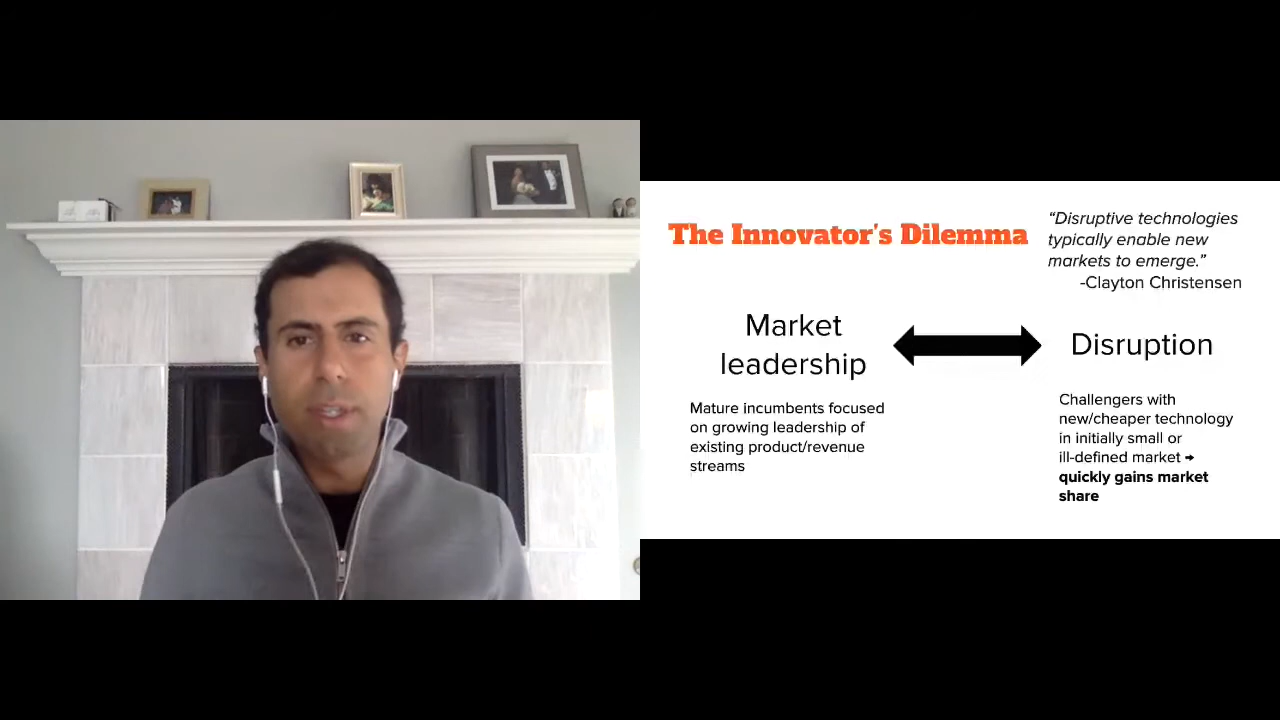 The Innovator's Dilemma
“Disruptive technologies
typically enable new
markets to emerge.”
-Clayton Christensen
Market
leadership
Disruption
Mature incumbents focused
on growing leadership of
existing product/revenue
streams
Challengers with
new/cheaper technology
in initially small or
ill-defined market →
quickly gains market
share